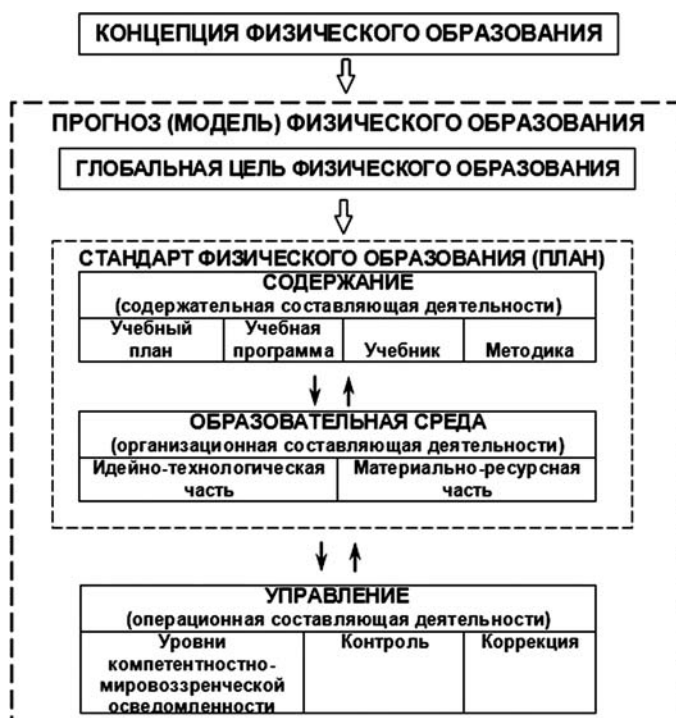 КОНЦЕПЦИЯ ФИЗИЧЕСКОГО ОБРАЗОВАНИЯ
ПРОГНОЗ (МОДЕЛЬ) ФИЗИЧЕСКОГО ОБРАЗОВАНИЯ
ГЛОБАЛЬНАЯ ЦЕЛЬ ФИЗИЧЕСКОГО ОБРАЗОВАНИЯ
СТАНДАРТ ФИЗИЧЕСКОГО ОБРАЗОВАНИЯ (ПЛАН)
СОДЕРЖАНИЕ
(содержательная составляющая деятельности)
Учебный
план
Учебная
программа
Учебник
Методика
ОБРАЗОВАТЕЛЬНАЯ СРЕДА
(организационная составляющая деятельности)
Идейно-технологическая
часть
Материально-ресурсная
часть
УПРАВЛЕНИЕ
(операционная составляющая деятельности)
Уровни
компетентностно-
мировоззренческой
осведомленности
Контроль
Коррекция